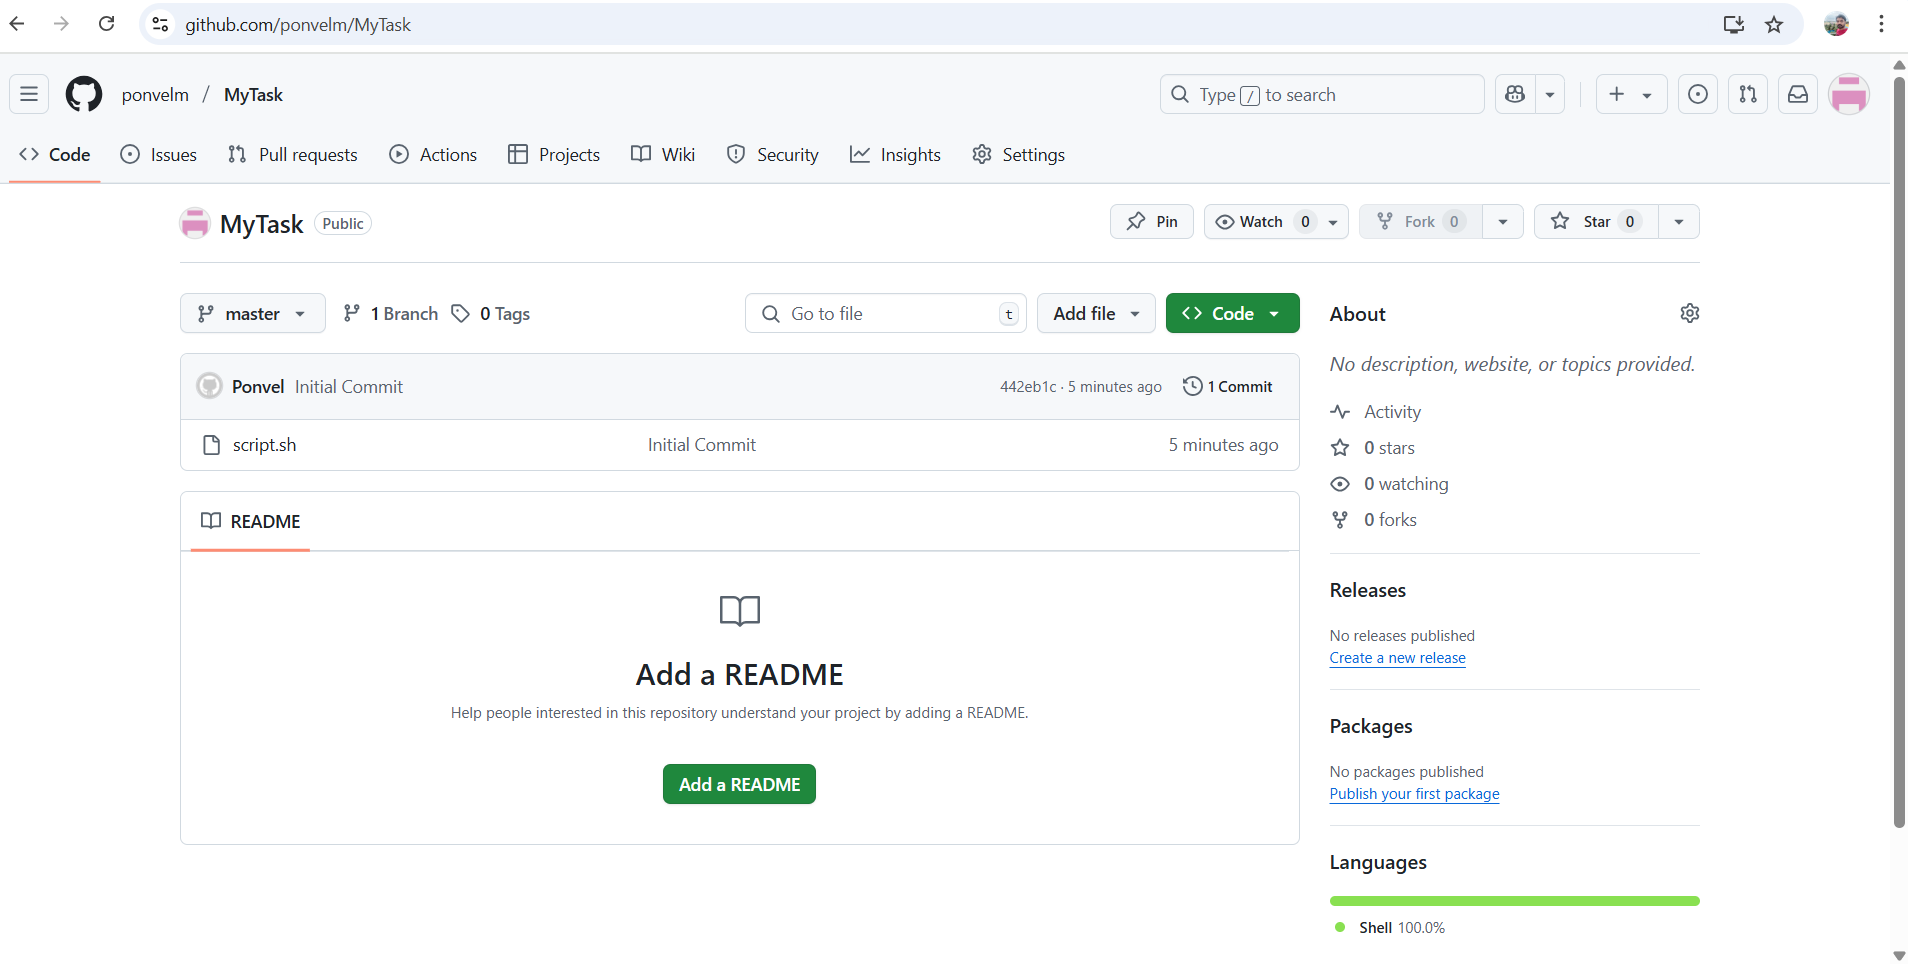 github.com/ponvelm/MyTask
ponvelm / MyTask
Type / to search
Code Issues Pull requests Actions Projects Wiki Security Insights Settings
MyTask Public
Pin Watch 0 Fork 0 Star 0
master 1 Branch 0 Tags Go to file t Add file Code
Ponvel Initial Commit 442eb1c · 5 minutes ago 1 Commit
script.sh Initial Commit 5 minutes ago
README
Add a README
Help people interested in this repository understand your project by adding a README.
Add a README
About
No description, website, or topics provided.
Activity
0 stars
0 watching
0 forks
Releases
No releases published
Create a new release
Packages
No packages published
Publish your first package
Languages
Shell 100.0%